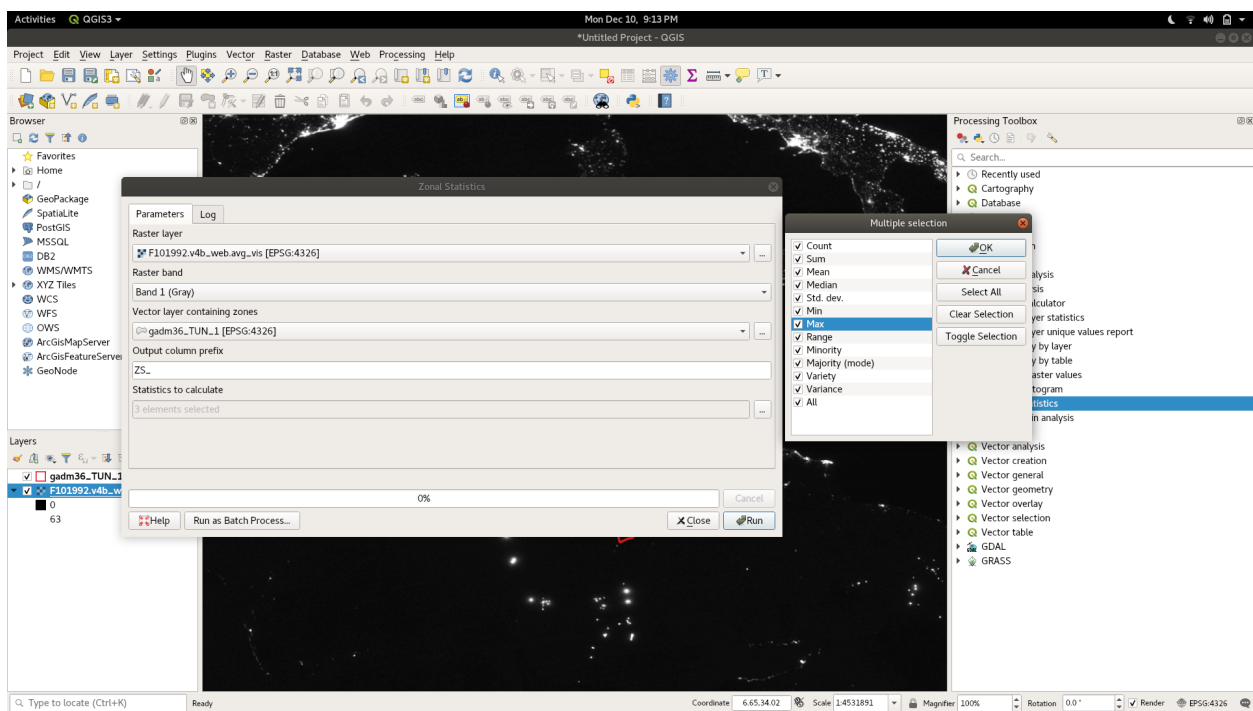 Activities QGIS3
Mon Dec 10, 9:13 PM
*Untitled Project - QGIS
Project Edit View Layer Settings Plugins Vector Raster Database Web Processing Help
Browser
Favorites
Home
/
GeoPackage
SpatiaLite
PostGIS
MSSQL
DB2
WMS/WMTS
XYZ Tiles
WCS
WFS
OWS
ArcGisMapServer
ArcGisFeatureServer
GeoNode
Layers
gadm36_TUN_1
F101992.v4b_w
0
63
Zonal Statistics
Parameters Log
Raster layer
F101992.v4b_web.avg_vis [EPSG:4326]
...
Raster band
Band 1 (Gray)
Vector layer containing zones
gadm36_TUN_1 [EPSG:4326]
...
Output column prefix
ZS_
Statistics to calculate
3 elements selected
...
0%
Cancel
Help Run as Batch Process... Close Run
Multiple selection
Count
Sum
Mean
Median
Std. dev.
Min
Max
Range
Minority
Majority (mode)
Variety
Variance
All
OK
Cancel
Select All
Clear Selection
Toggle Selection
Processing Toolbox
Search...
Recently used
Cartography
Database
alysis
sis
lculator
yer statistics
yer unique values report
y by layer
y by table
aster values
togram
tistics
in analysis
Vector analysis
Vector creation
Vector general
Vector geometry
Vector overlay
Vector selection
Vector table
GDAL
GRASS
Type to locate (Ctrl+K)
Ready
Coordinate 6.65,34.02 Scale 1:4531891 Magnifier 100% Rotation 0.0 ° Render EPSG:4326